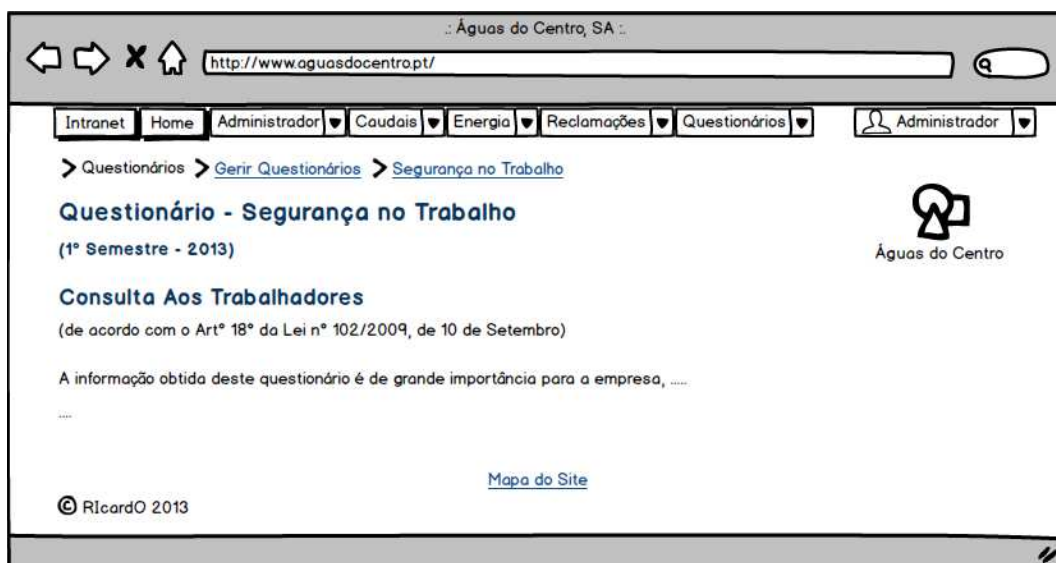 .: Águas do Centro, SA :.
http://www.aguasdocentro.pt/
Intranet Home Administrador Caudais Energia Reclamações Questionários Administrador
Questionários Gerir Questionários Segurança no Trabalho
Questionário - Segurança no Trabalho
(1º Semestre - 2013)
Águas do Centro
Consulta Aos Trabalhadores
(de acordo com o Artº 18º da Lei nº 102/2009, de 10 de Setembro)
A informação obtida deste questionário é de grande importância para a empresa, .....
....
Mapa do Site
© RIcardO 2013